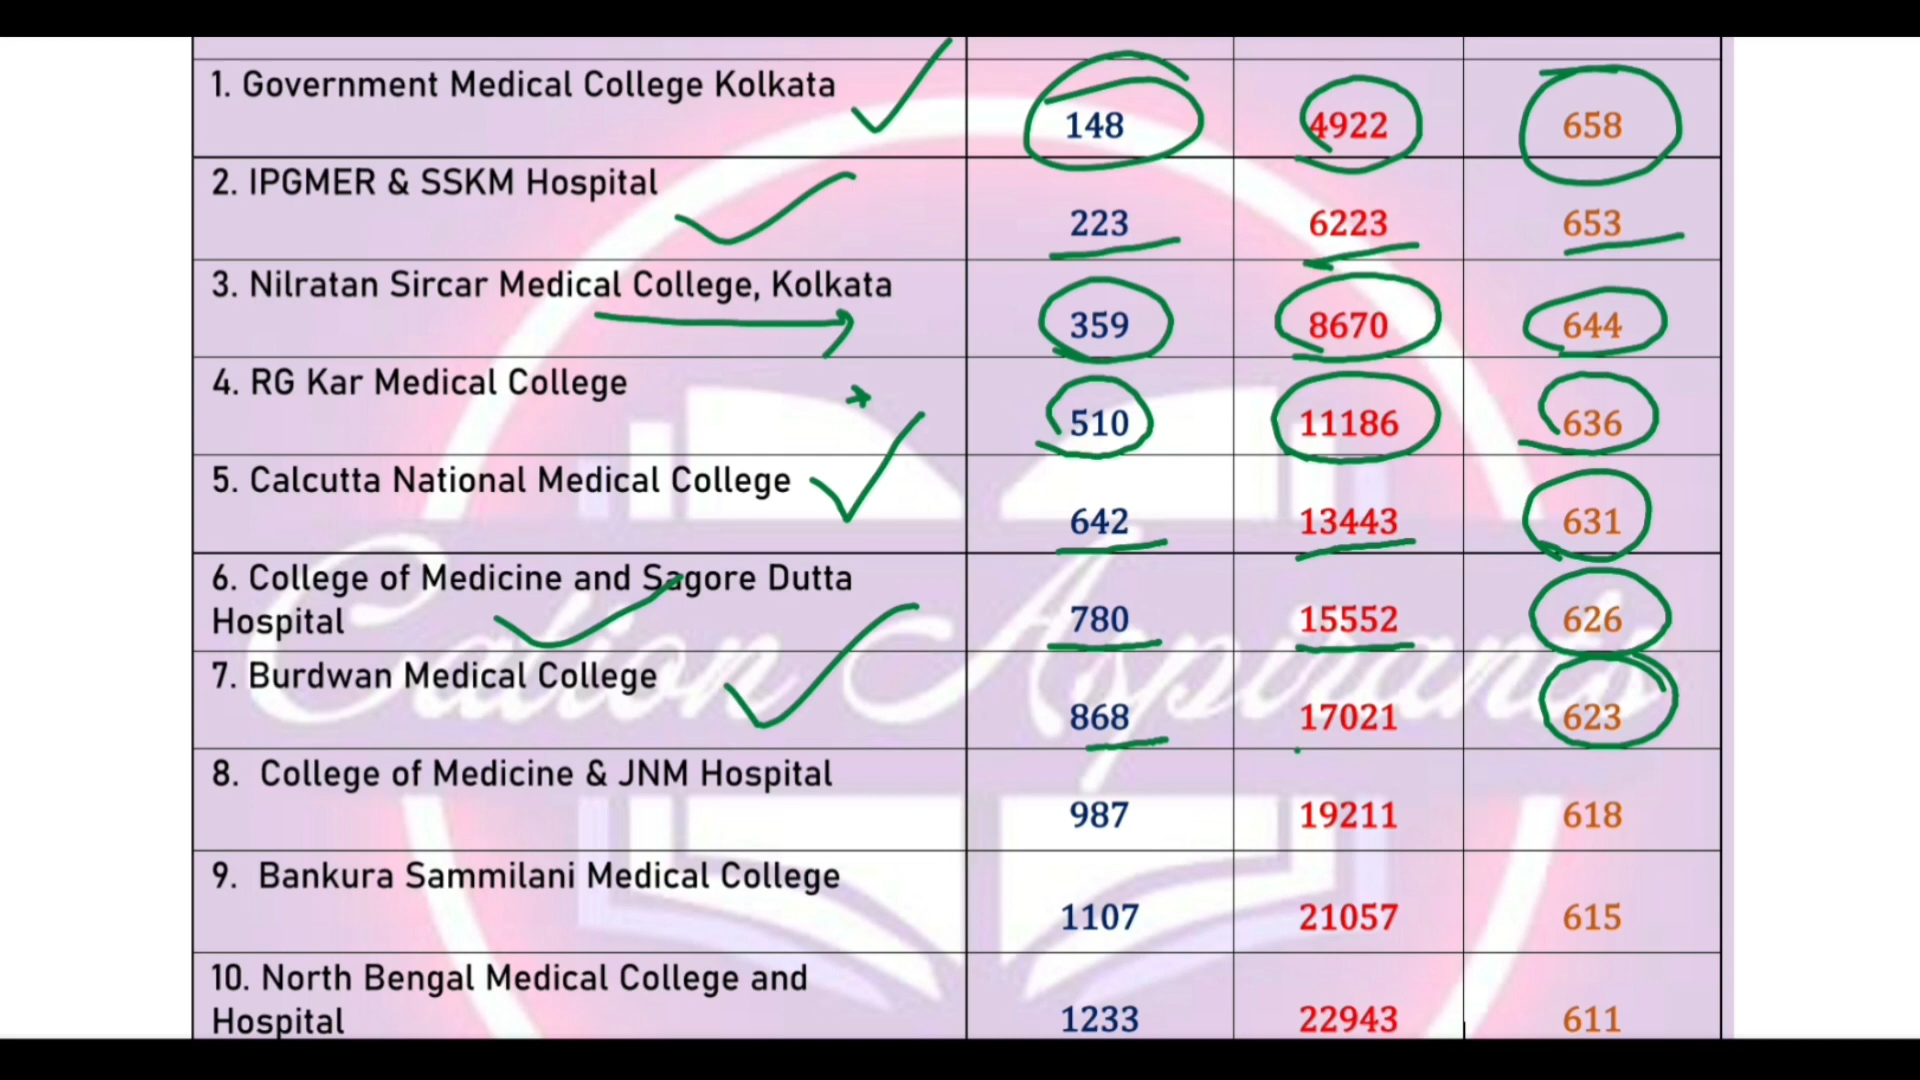 1. Government Medical College Kolkata
148 4922 658
2. IPGMER & SSKM Hospital
223 6223 653
3. Nilratan Sircar Medical College, Kolkata
359 8670 644
4. RG Kar Medical College
510 11186 636
5. Calcutta National Medical College
642 13443 631
6. College of Medicine and Sagore Dutta
Hospital
780 15552 626
7. Burdwan Medical College
868 17021 623
8. College of Medicine & JNM Hospital
987 19211 618
9. Bankura Sammilani Medical College
1107 21057 615
10. North Bengal Medical College and
Hospital
1233 22943 611
Cation Aspirants